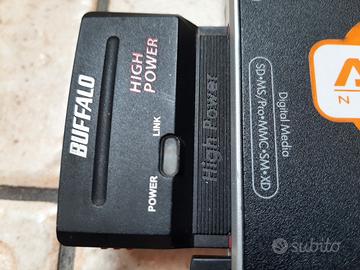 BUFFALO
HIGH
POWER
POWER
LINK
High Power
Digital Media
SD•MS/Pro•MMC•SM•XD
A
N
subito